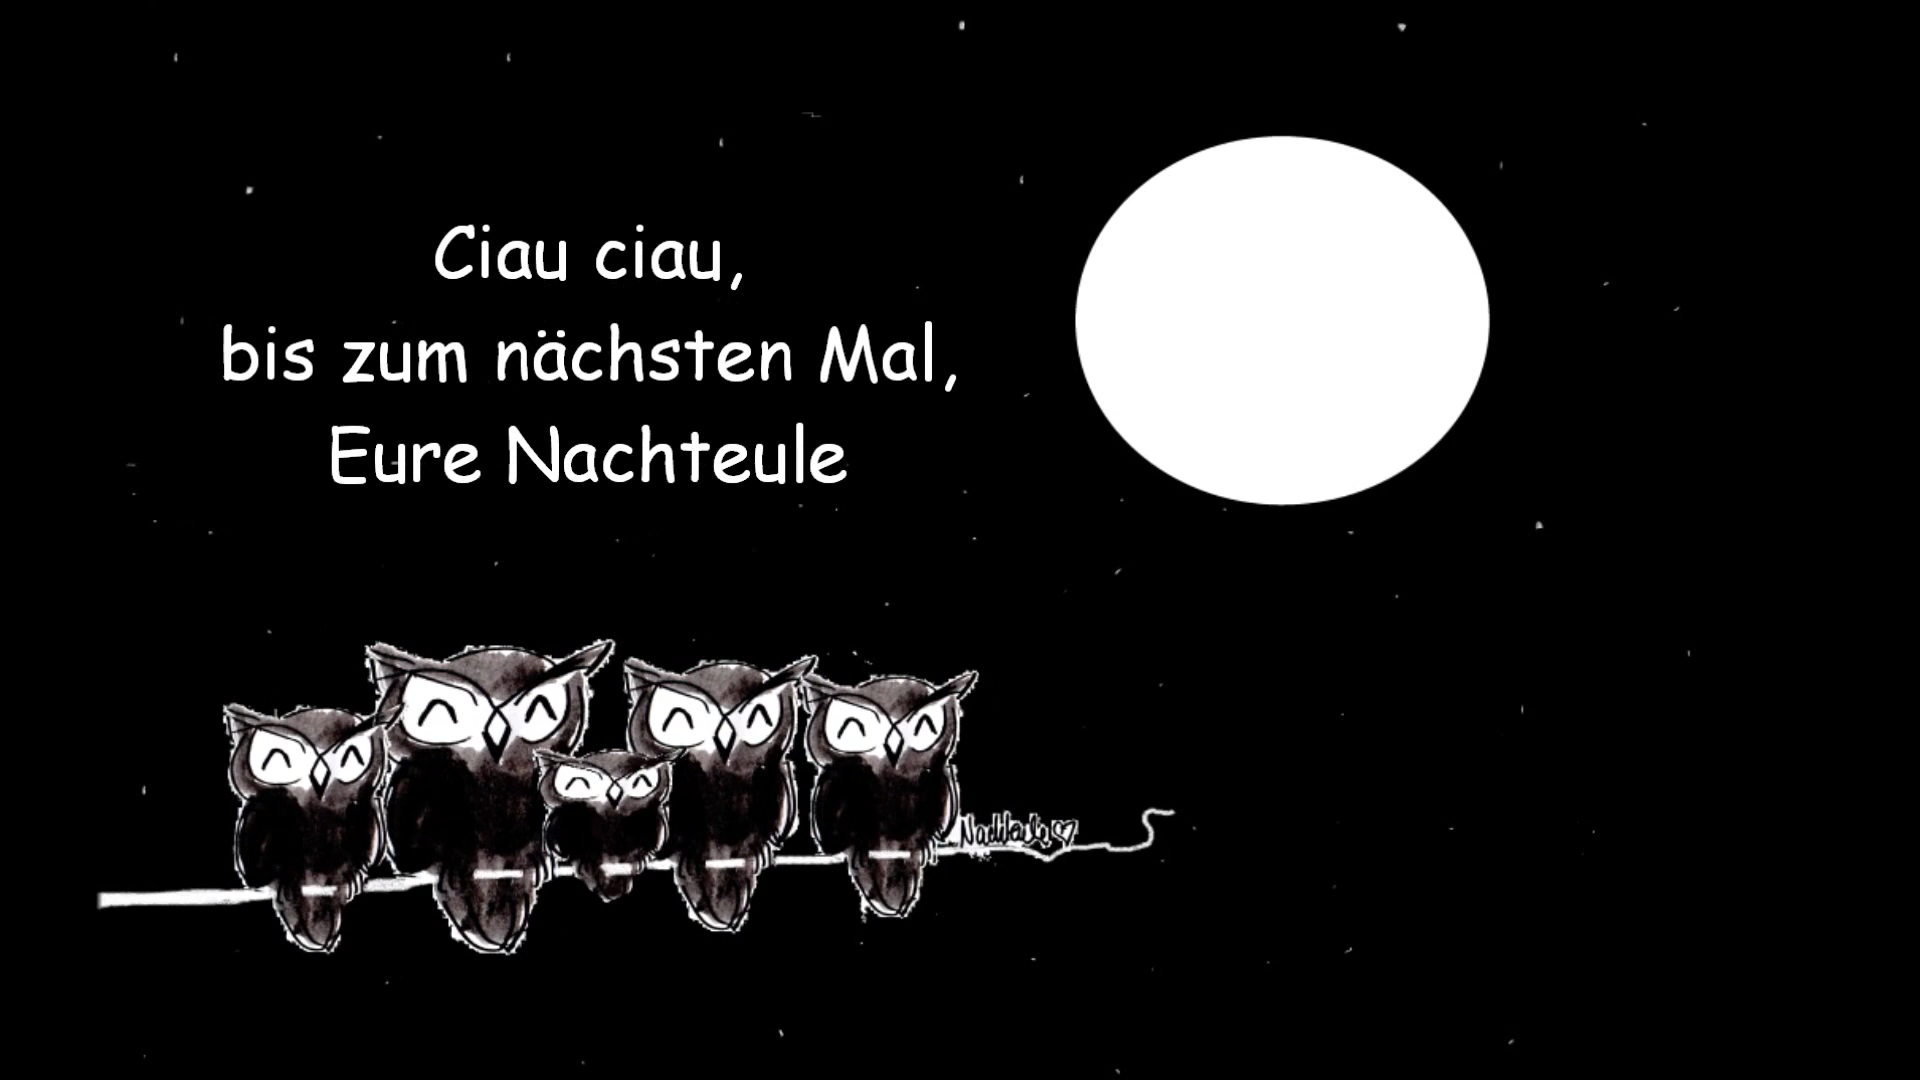 Ciau ciau,
bis zum nächsten Mal,
Eure Nachteule